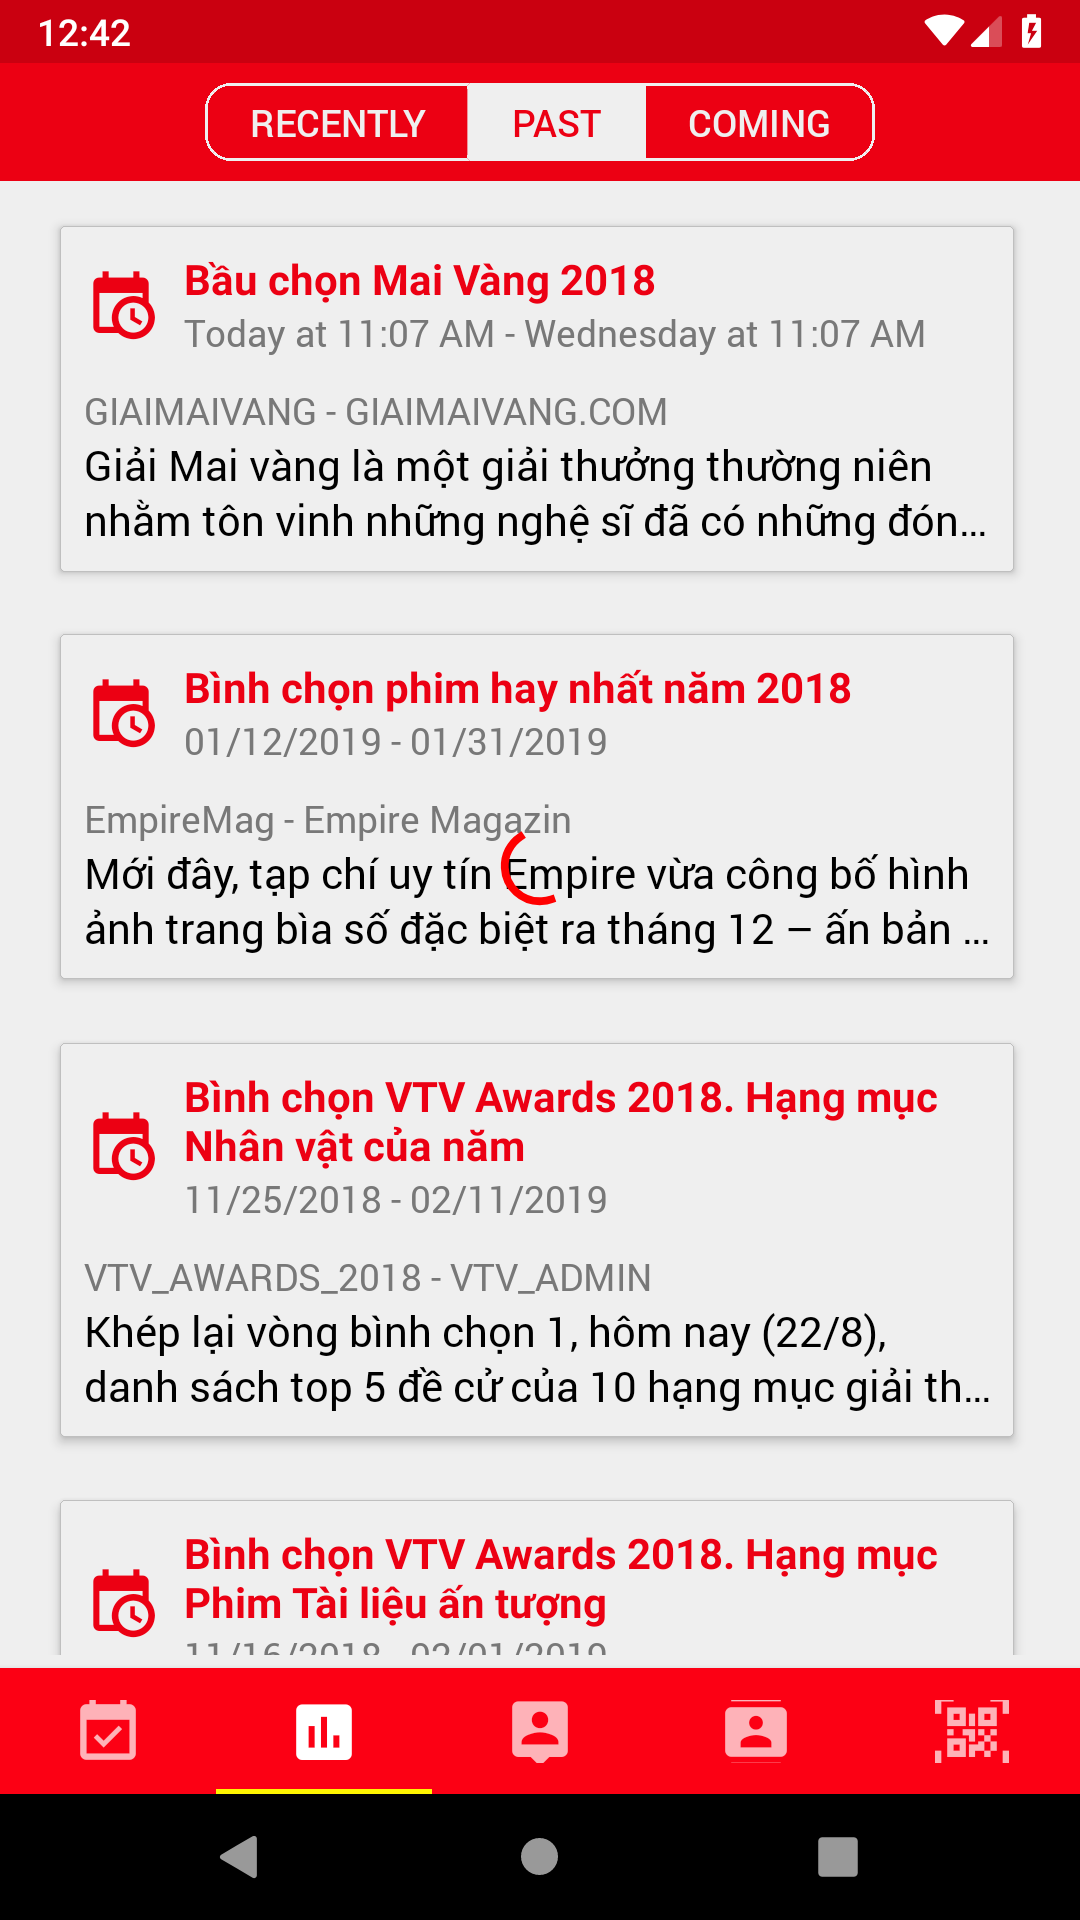 12:42
RECENTLY PAST COMING
Bầu chọn Mai Vàng 2018
Today at 11:07 AM - Wednesday at 11:07 AM
GIAIMAIVANG - GIAIMAIVANG.COM
Giải Mai vàng là một giải thưởng thường niên
nhằm tôn vinh những nghệ sĩ đã có những đón...
Bình chọn phim hay nhất năm 2018
01/12/2019 - 01/31/2019
EmpireMag - Empire Magazin
Mới đây, tạp chí uy tín Empire vừa công bố hình
ảnh trang bìa số đặc biệt ra tháng 12 – ấn bản ...
Bình chọn VTV Awards 2018. Hạng mục
Nhân vật của năm
11/25/2018 - 02/11/2019
VTV_AWARDS_2018 - VTV_ADMIN
Khép lại vòng bình chọn 1, hôm nay (22/8),
danh sách top 5 đề cử của 10 hạng mục giải th...
Bình chọn VTV Awards 2018. Hạng mục
Phim Tài liệu ấn tượng
11/16/2018 - 02/01/2019